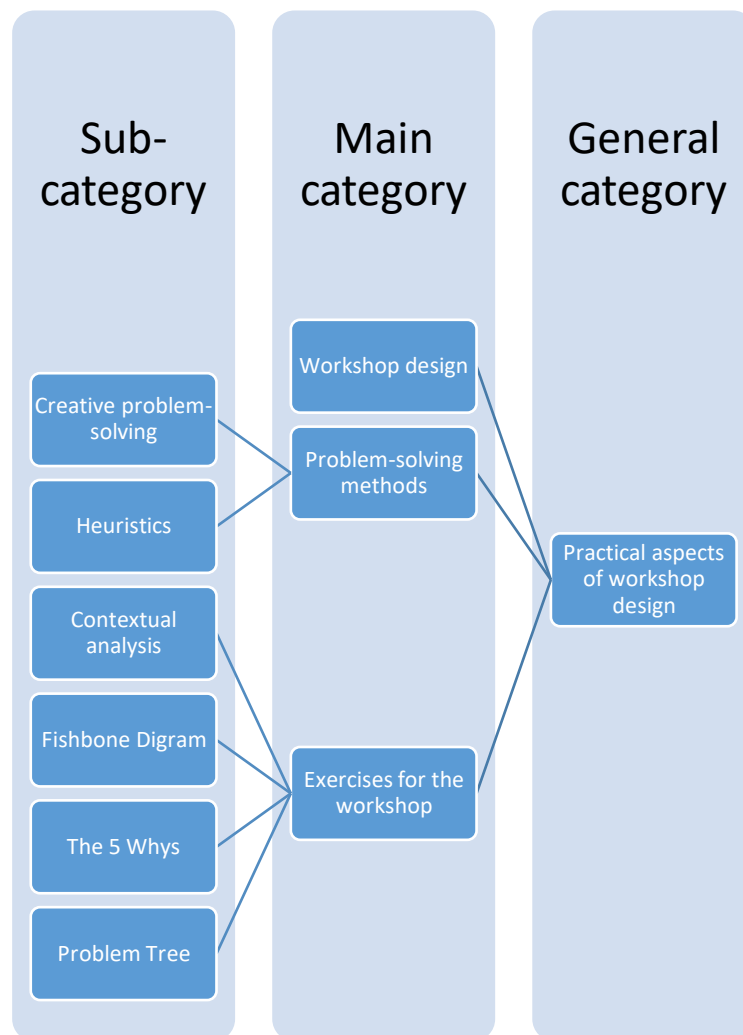 Sub-
category
Creative problem-
solving
Heuristics
Contextual
analysis
Fishbone Digram
The 5 Whys
Problem Tree
Main
category
Workshop design
Problem-solving
methods
Exercises for the
workshop
General
category
Practical aspects
of workshop
design